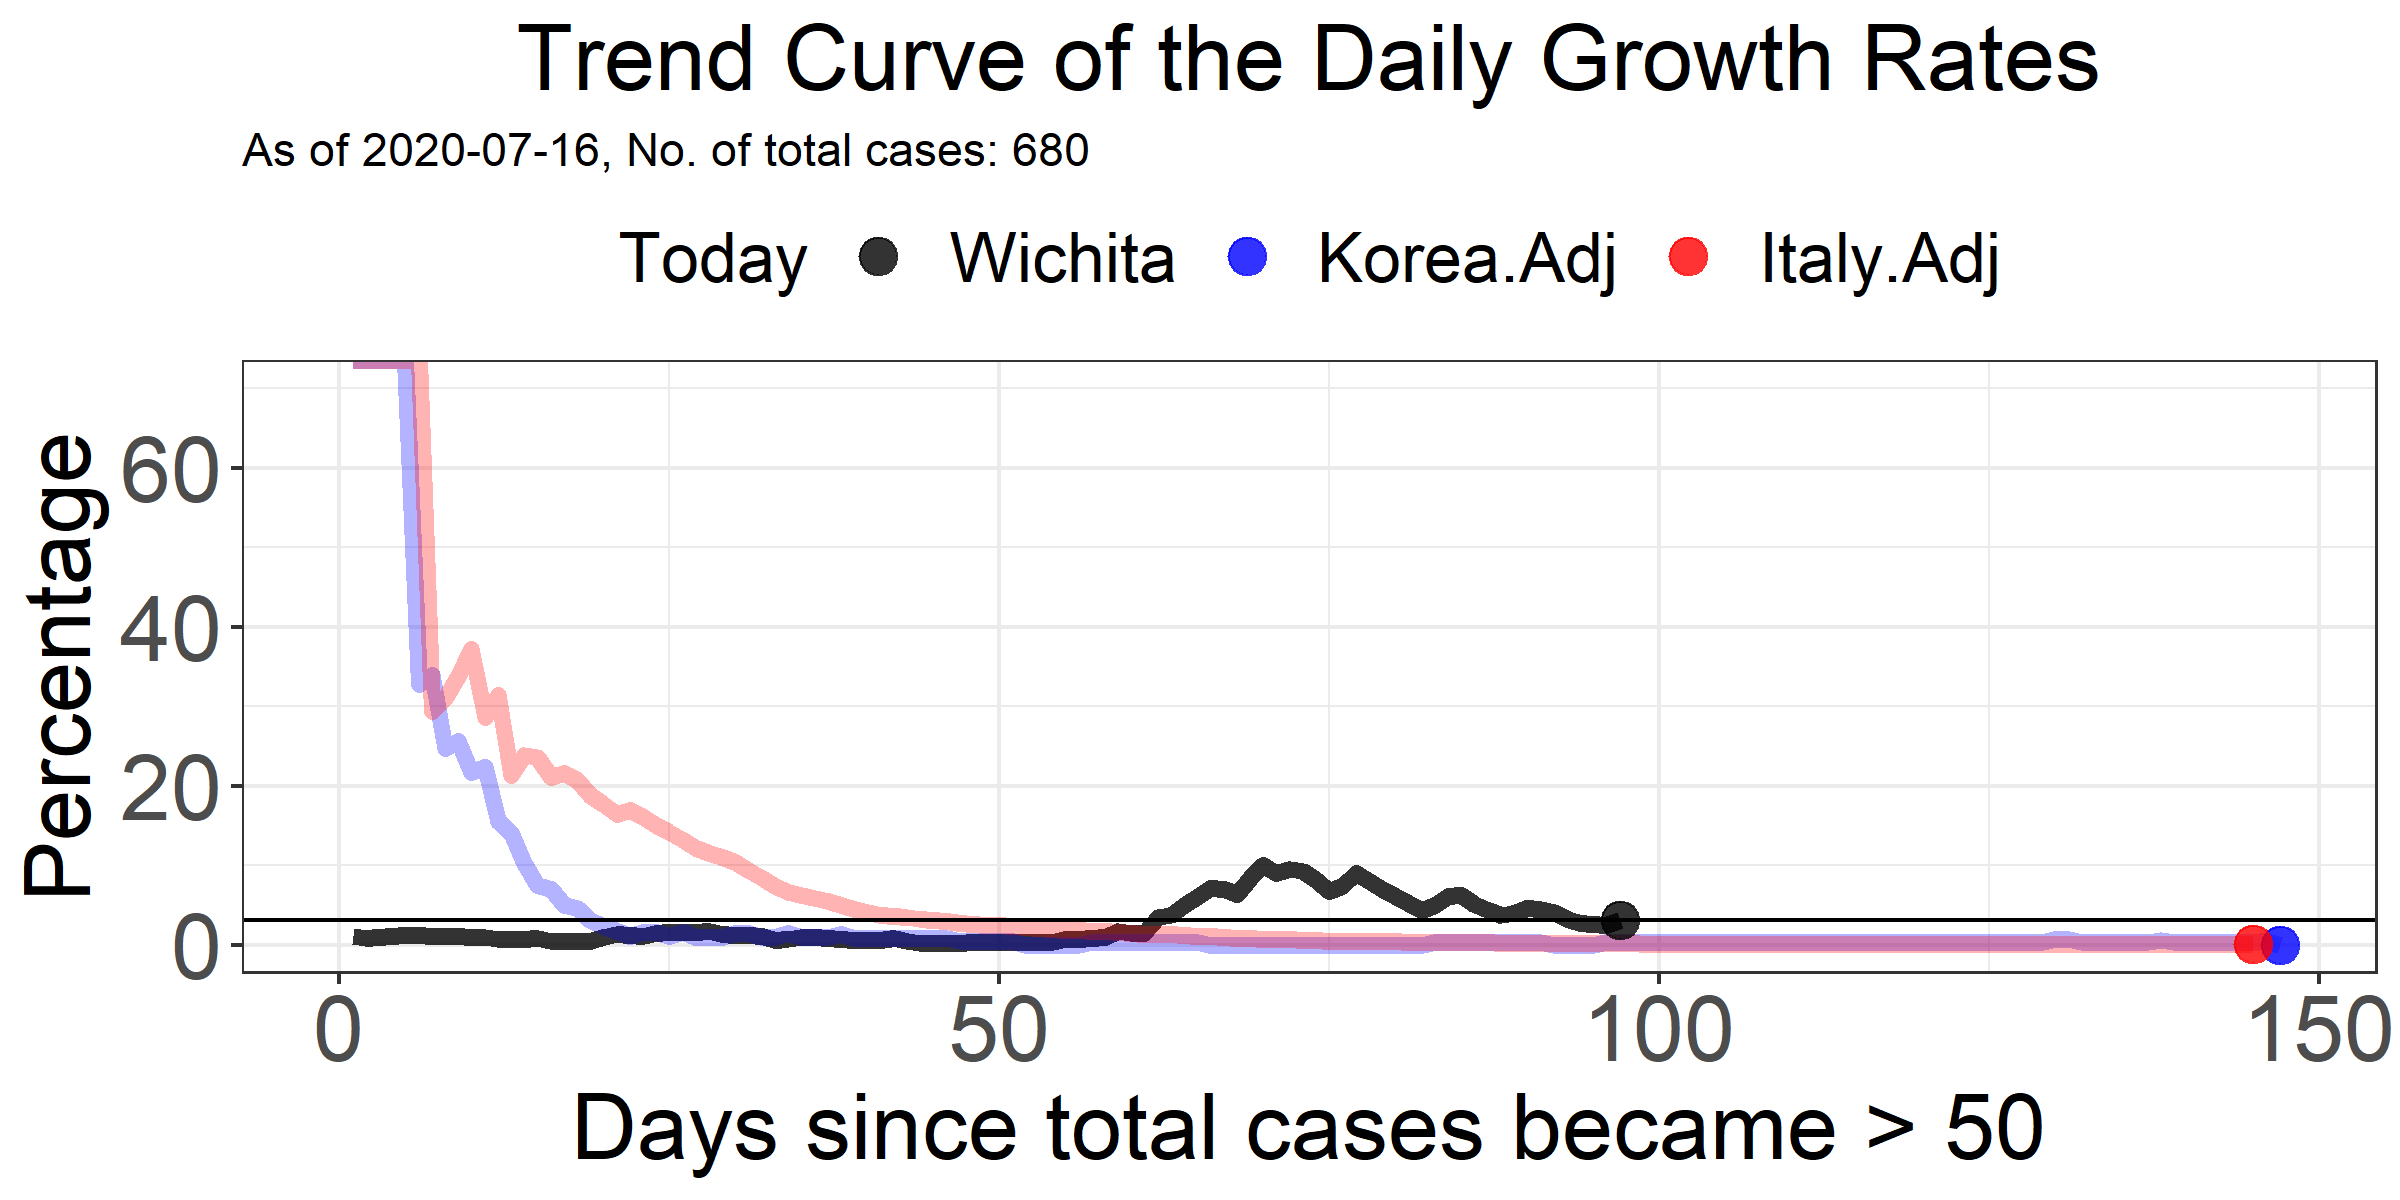 Trend Curve of the Daily Growth Rates
As of 2020-07-16, No. of total cases: 680
Today Wichita Korea.Adj Italy.Adj
Percentage
60
40
20
0
0 50 100 150
Days since total cases became > 50